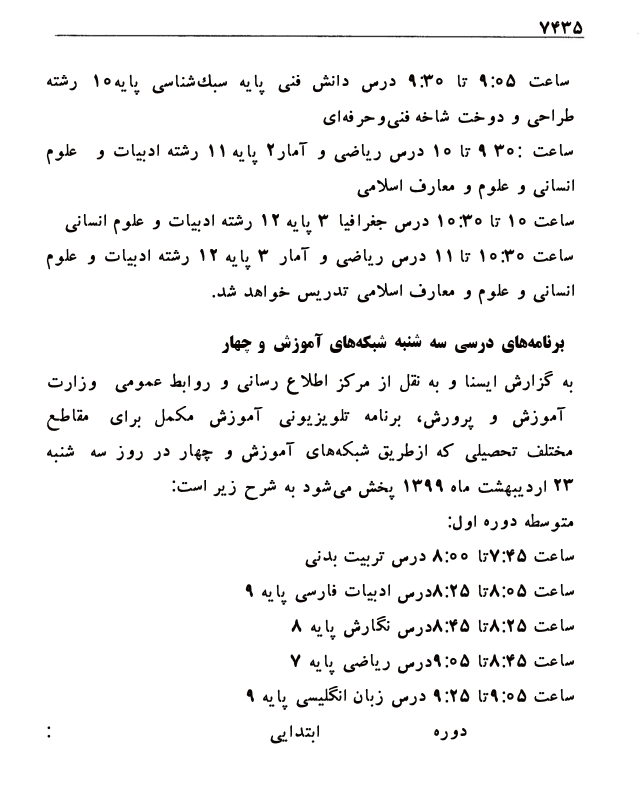 ۷۴۳۵
ساعت ۹:۰۵ تا ۹:۳۰ درس دانش فنی پایه سبك‌شناسی پایه۱۰ رشته
طراحی و دوخت شاخه فنی‌وحرفه‌ای
ساعت :۳۰ ۹ تا ۱۰ درس ریاضی و آمار۲ پایه ۱۱ رشته ادبیات و علوم
انسانی و علوم و معارف اسلامی
ساعت ۱۰ تا ۱۰:۳۰ درس جغرافیا ۳ پایه ۱۲ رشته ادبیات و علوم انسانی
ساعت ۱۰:۳۰ تا ۱۱ درس ریاضی و آمار ۳ پایه ۱۲ رشته ادبیات و علوم
انسانی و علوم و معارف اسلامی تدریس خواهد شد.
برنامه‌های درسی سه شنبه شبکه‌های آموزش و چهار
به گزارش ایسنا و به نقل از مرکز اطلاع رسانی و روابط عمومی وزارت
آموزش و پرورش، برنامه تلویزیونی آموزش مکمل برای مقاطع
مختلف تحصیلی که ازطریق شبکه‌های آموزش و چهار در روز سه شنبه
۲۳ اردیبهشت ماه ۱۳۹۹ پخش می‌شود به شرح زیر است:
متوسطه دوره اول:
ساعت ۷:۴۵تا ۸:۰۰ درس تربیت بدنی
ساعت ۸:۰۵تا ۸:۲۵درس ادبیات فارسی پایه ۹
ساعت ۸:۲۵تا ۸:۴۵درس نگارش پایه ۸
ساعت ۸:۴۵تا ۹:۰۵درس ریاضی پایه ۷
ساعت ۹:۰۵تا ۹:۲۵ درس زبان انگلیسی پایه ۹
دوره ابتدایی :